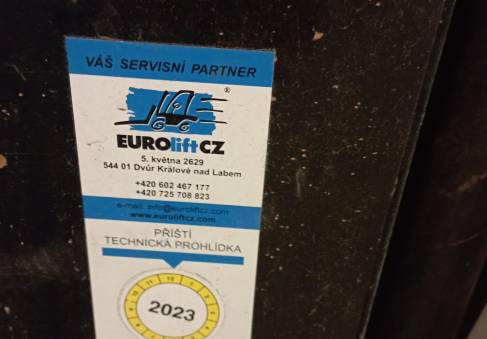 VÁŠ SERVISNÍ PARTNER
®
EUROliftCZ
5. května 2629
544 01 Dvůr Králové nad Labem
+420 602 467 177
+420 725 708 823
e-mail: info@euroliftcz.com
www.euroliftcz.com
PŘÍŠTÍ
TECHNICKÁ PROHLÍDKA
2023